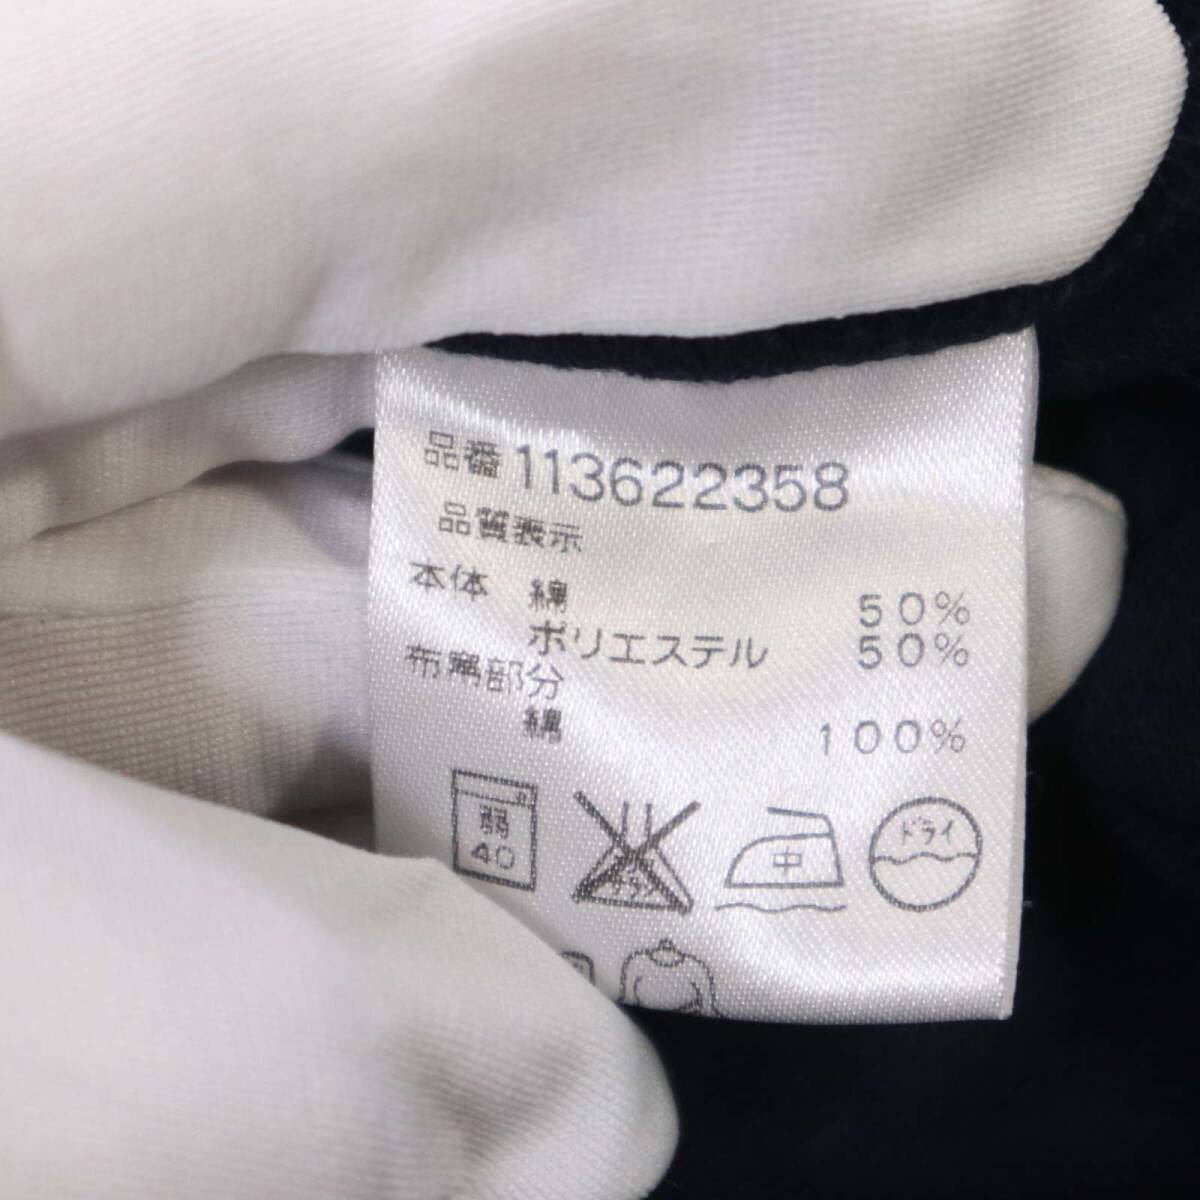 品番 113622358
品質表示
本体 綿 50%
ポリエステル 50%
布帛部分
綿 100%
弱
40
中
ドライ